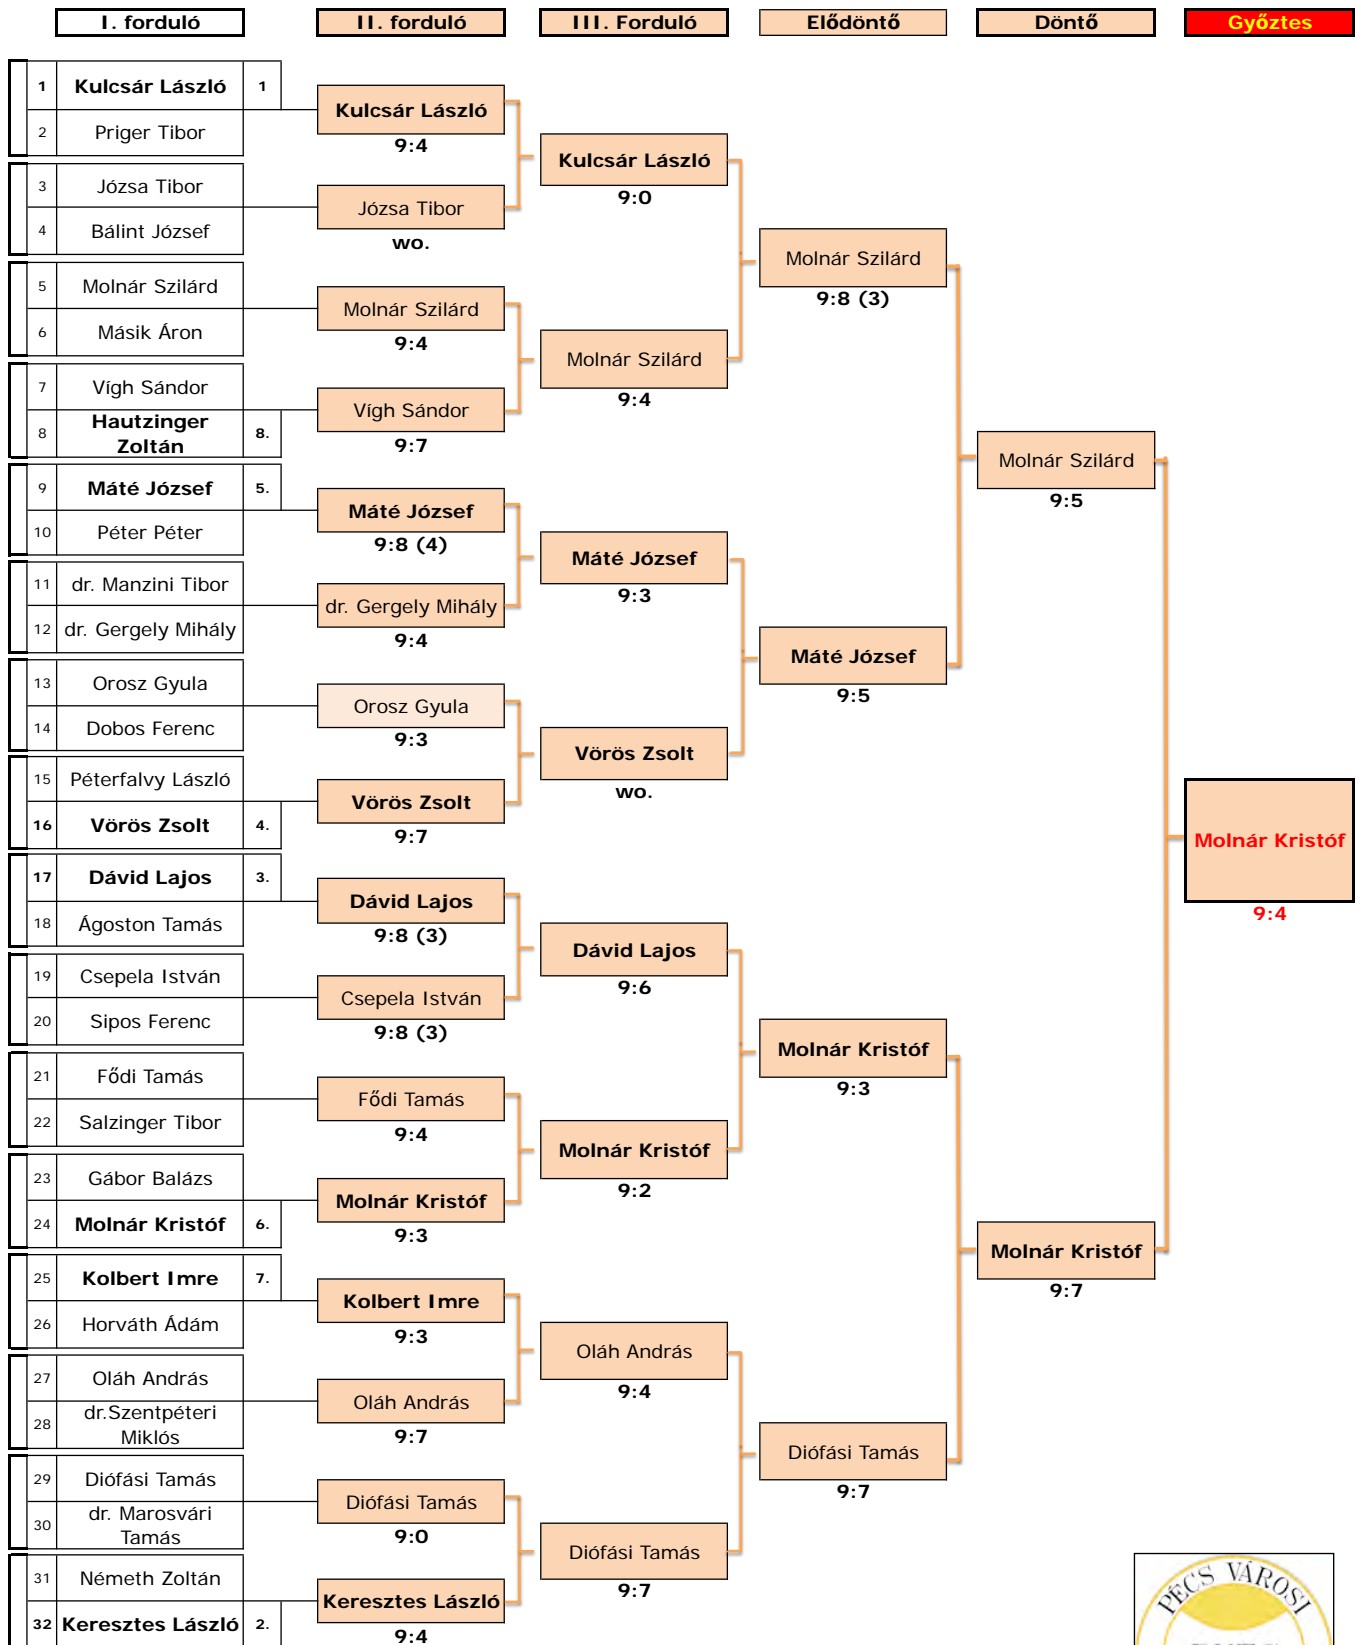 I. forduló
II. forduló
III. Forduló
Elődöntő
Döntő
Győztes
1 Kulcsár László 1
2 Priger Tibor
3 Józsa Tibor
4 Bálint József
5 Molnár Szilárd
6 Másik Áron
7 Vígh Sándor
8 Hautzinger
Zoltán 8.
9 Máté József 5.
10 Péter Péter
11 dr. Manzini Tibor
12 dr. Gergely Mihály
13 Orosz Gyula
14 Dobos Ferenc
15 Péterfalvy László
16 Vörös Zsolt 4.
17 Dávid Lajos 3.
18 Ágoston Tamás
19 Csepela István
20 Sipos Ferenc
21 Fődi Tamás
22 Salzinger Tibor
23 Gábor Balázs
24 Molnár Kristóf 6.
25 Kolbert Imre 7.
26 Horváth Ádám
27 Oláh András
28 dr.Szentpéteri
Miklós
29 Diófási Tamás
30 dr. Marosvári
Tamás
31 Németh Zoltán
32 Keresztes László 2.
Kulcsár László
9:4
Józsa Tibor
wo.
Molnár Szilárd
9:4
Vígh Sándor
9:7
Máté József
9:8 (4)
dr. Gergely Mihály
9:4
Orosz Gyula
9:3
Vörös Zsolt
9:7
Dávid Lajos
9:8 (3)
Csepela István
9:8 (3)
Fődi Tamás
9:4
Molnár Kristóf
9:3
Kolbert Imre
9:3
Oláh András
9:7
Diófási Tamás
9:0
Keresztes László
9:4
Kulcsár László
9:0
Molnár Szilárd
9:4
Máté József
9:3
Vörös Zsolt
wo.
Dávid Lajos
9:6
Molnár Kristóf
9:2
Oláh András
9:4
Diófási Tamás
9:7
Molnár Szilárd
9:8 (3)
Máté József
9:5
Molnár Kristóf
9:3
Diófási Tamás
9:7
Molnár Szilárd
9:5
Molnár Kristóf
9:7
Molnár Kristóf
9:4
PÉCS VÁROSI